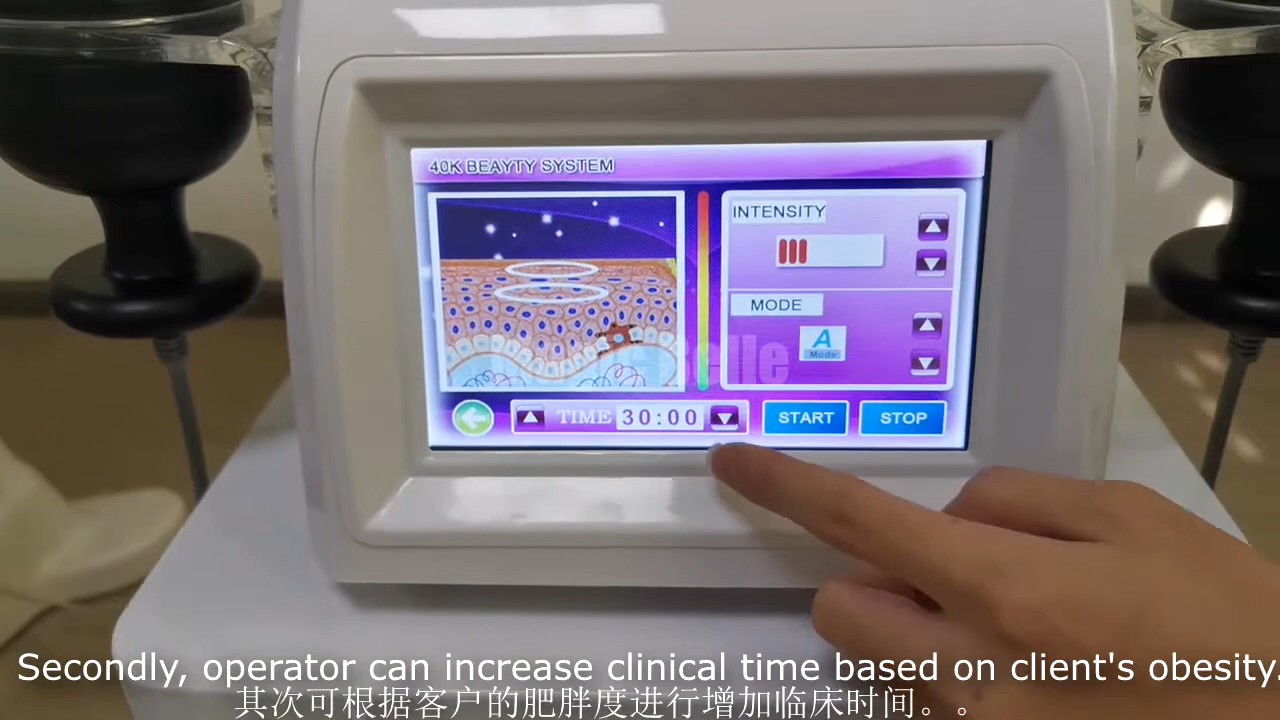 40K BEAYTY SYSTEM
INTENSITY
MODE
A
Mode
Belle
TIME 30:00
START
STOP
Secondly, operator can increase clinical time based on client's obesity.
其次可根据客户的肥胖度进行增加临床时间。。